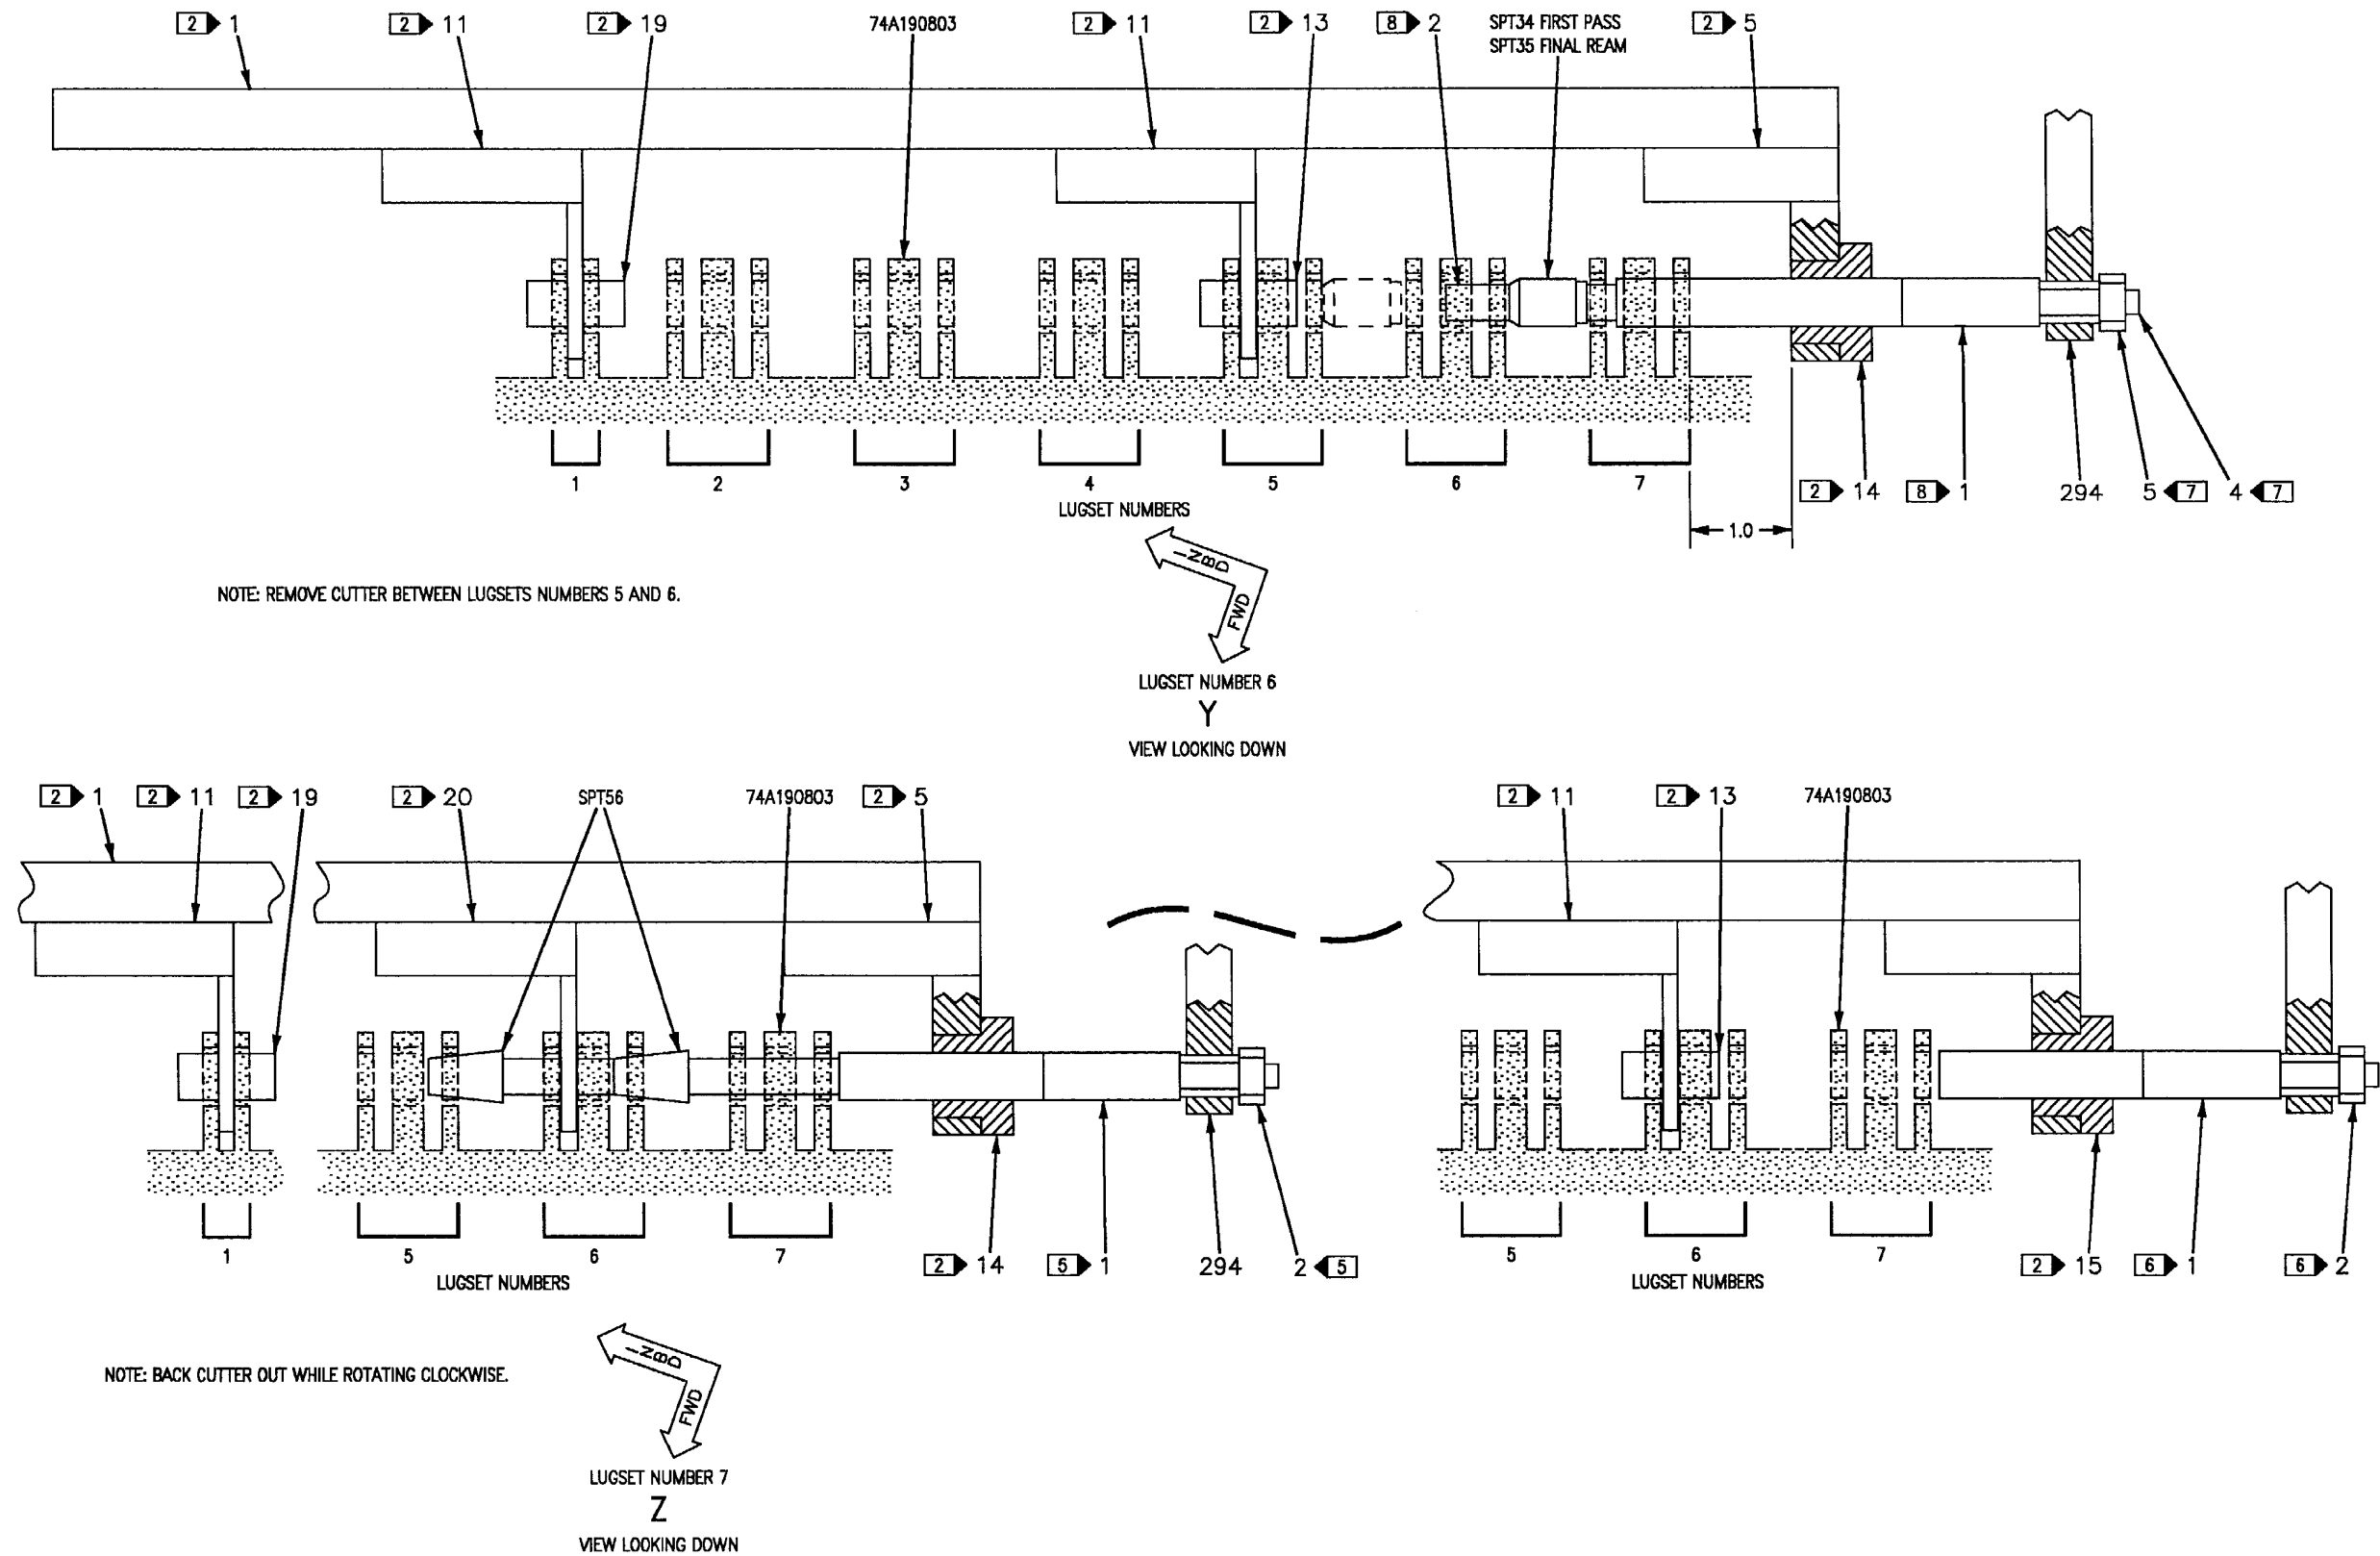 2 1
2 11
2 19
74A190803
2 11
2 13
8 2
SPT34 FIRST PASS
SPT35 FINAL REAM
2 5
1
2
3
4
5
6
7
LUGSET NUMBERS
2 14
8 1
294
5 7
4 7
1.0
INBD
FWD
NOTE: REMOVE CUTTER BETWEEN LUGSETS NUMBERS 5 AND 6.
LUGSET NUMBER 6
Y
VIEW LOOKING DOWN
2 1
2 11
2 19
2 20
SPT56
74A190803
2 5
2 11
2 13
74A190803
1
5
6
7
LUGSET NUMBERS
2 14
5 1
294
2 5
5
6
7
LUGSET NUMBERS
2 15
6 1
6 2
INBD
FWD
NOTE: BACK CUTTER OUT WHILE ROTATING CLOCKWISE.
LUGSET NUMBER 7
Z
VIEW LOOKING DOWN